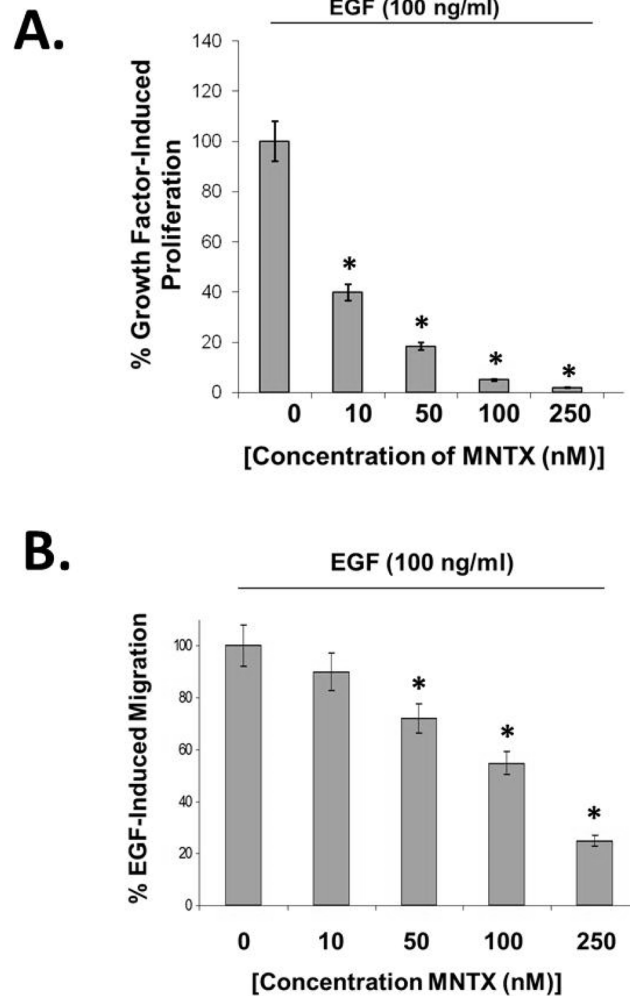 A.
EGF (100 ng/ml)
% Growth Factor-Induced
Proliferation
140
120
100
80
60
40
20
0
*
*
*
*
0 10 50 100 250
[Concentration of MNTX (nM)]
B.
EGF (100 ng/ml)
% EGF-Induced Migration
100
80
60
40
20
0
*
*
*
0 10 50 100 250
[Concentration MNTX (nM)]